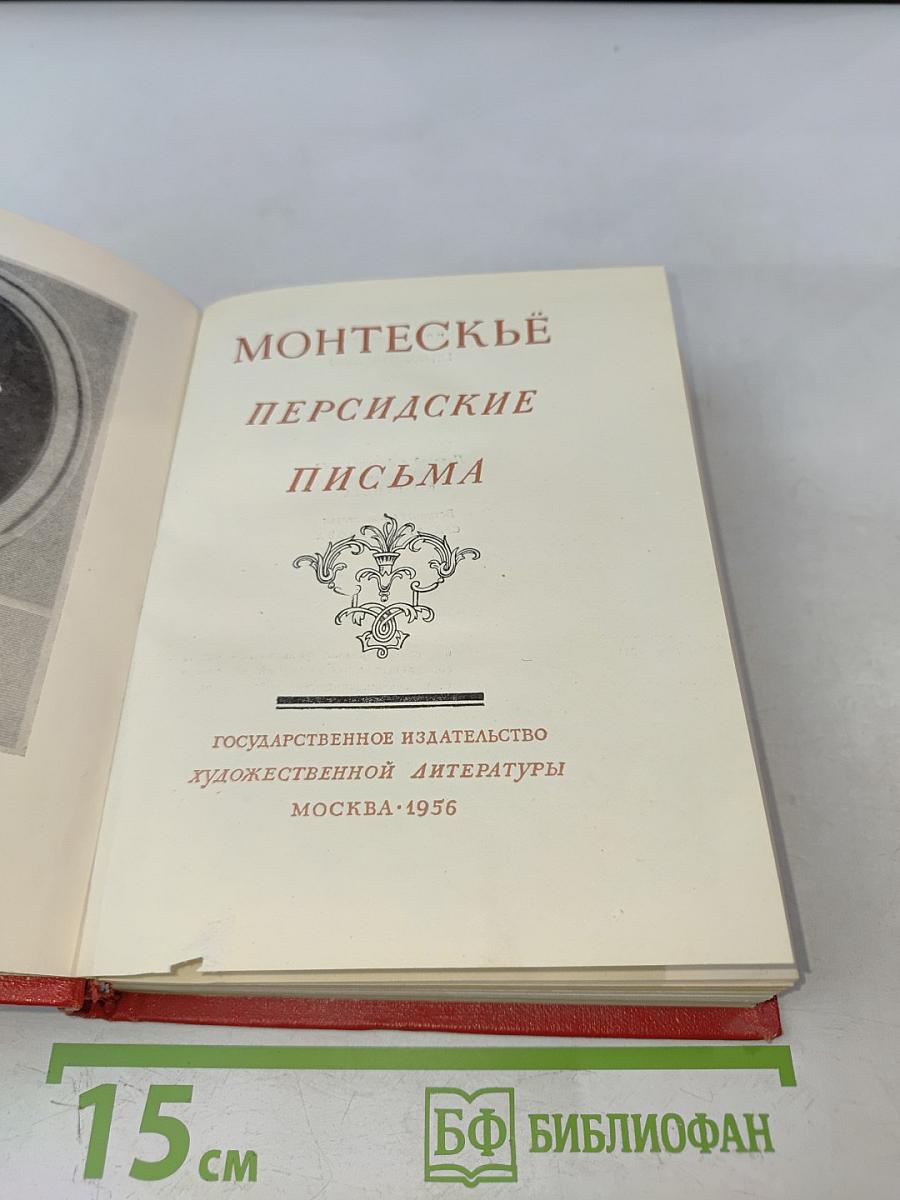 МОНТЕСКЬЁ
ПЕРСИДСКИЕ
ПИСЬМА
ГОСУДАРСТВЕННОЕ ИЗДАТЕЛЬСТВО
ХУДОЖЕСТВЕННОЙ ЛИТЕРАТУРЫ
МОСКВА · 1956
15 см
БФ БИБЛИОФАН